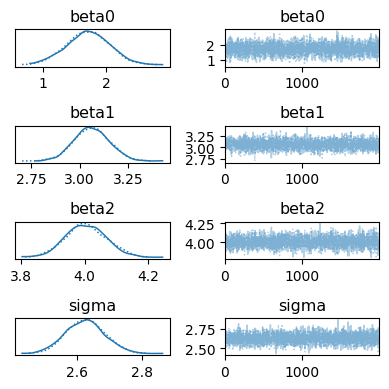 beta0 beta0
2
1
1 2 0 1000
beta1 beta1
3.25
3.00
2.75
2.75 3.00 3.25 0 1000
beta2 beta2
4.25
4.00
3.8 4.0 4.2 0 1000
sigma sigma
2.75
2.50
2.6 2.8 0 1000